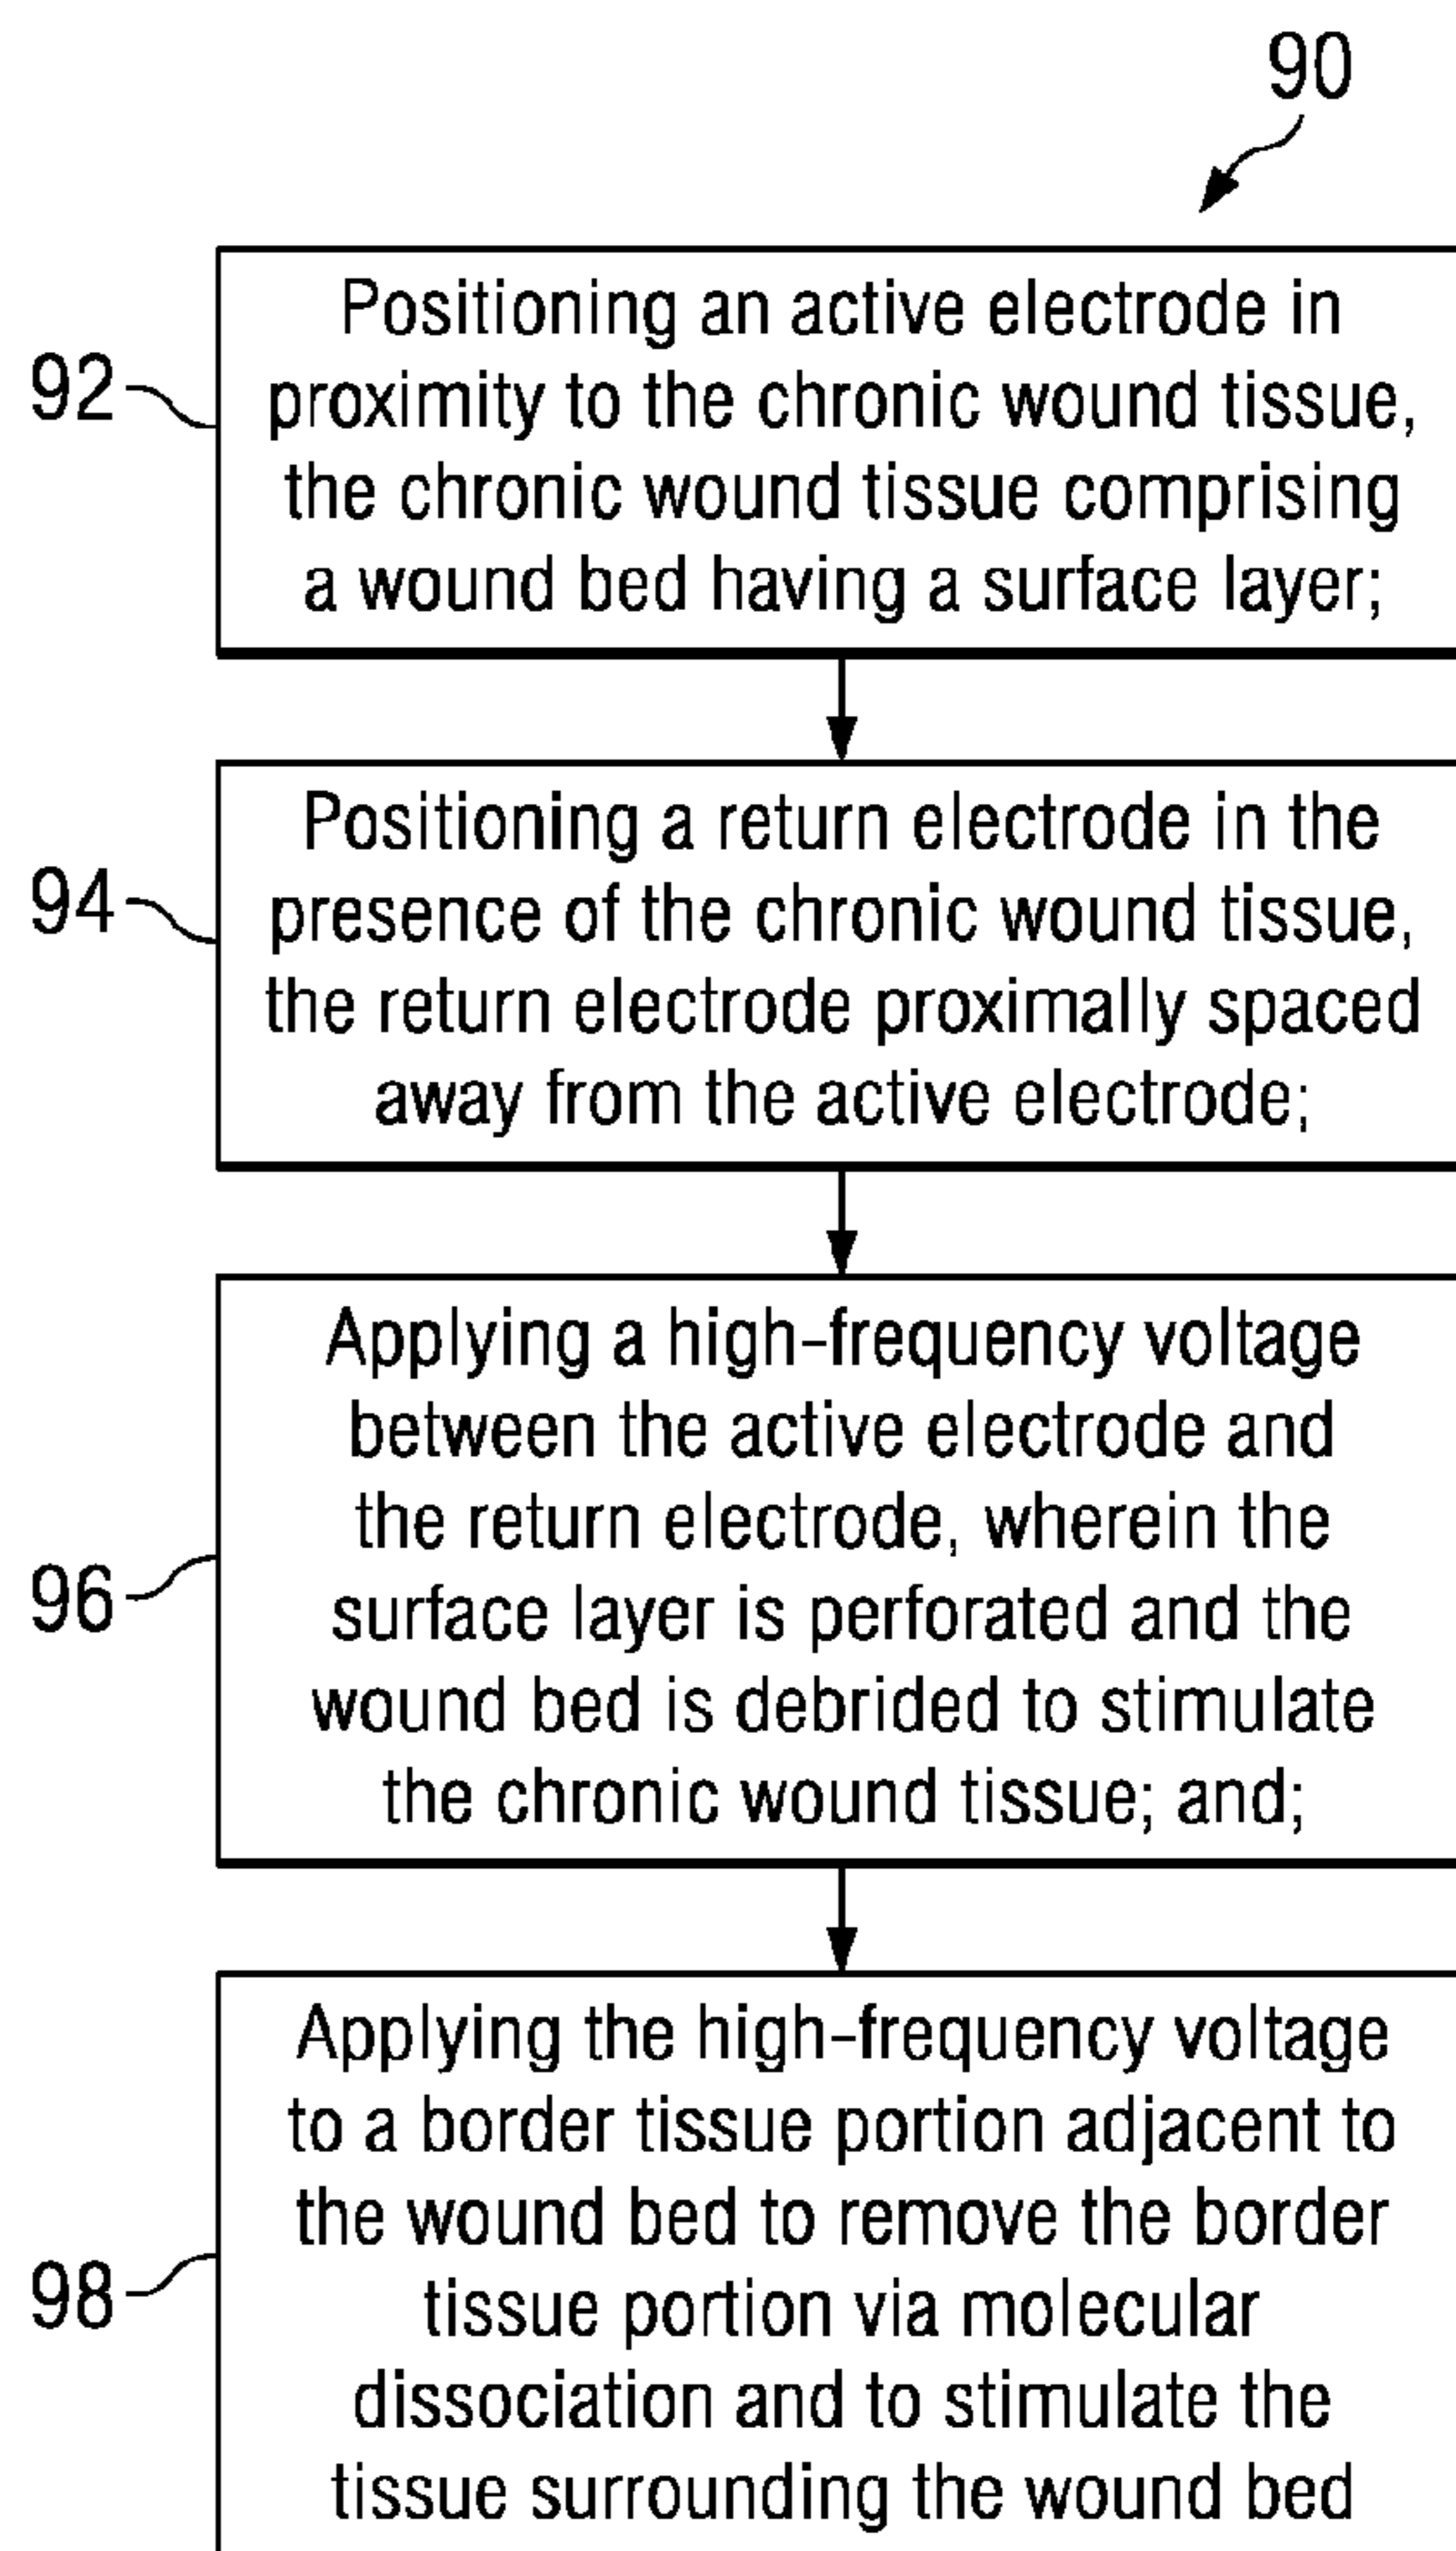 90
92
Positioning an active electrode in
proximity to the chronic wound tissue,
the chronic wound tissue comprising
a wound bed having a surface layer;
94
Positioning a return electrode in the
presence of the chronic wound tissue,
the return electrode proximally spaced
away from the active electrode;
96
Applying a high-frequency voltage
between the active electrode and
the return electrode, wherein the
surface layer is perforated and the
wound bed is debrided to stimulate
the chronic wound tissue; and;
98
Applying the high-frequency voltage
to a border tissue portion adjacent to
the wound bed to remove the border
tissue portion via molecular
dissociation and to stimulate the
tissue surrounding the wound bed